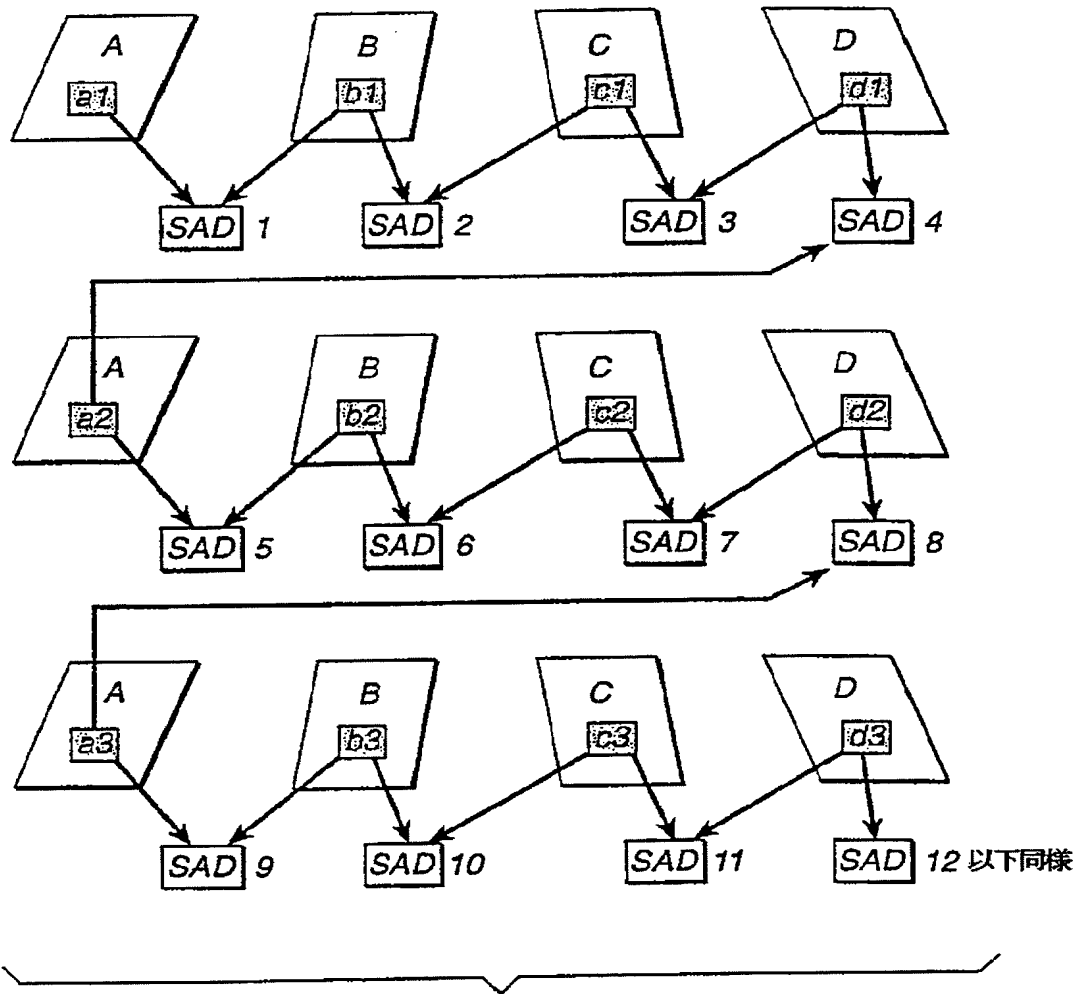 A B C D
a1 b1 c1 d1
SAD 1 SAD 2 SAD 3 SAD 4
A B C D
a2 b2 c2 d2
SAD 5 SAD 6 SAD 7 SAD 8
A B C D
a3 b3 c3 d3
SAD 9 SAD 10 SAD 11 SAD 12 以下同様